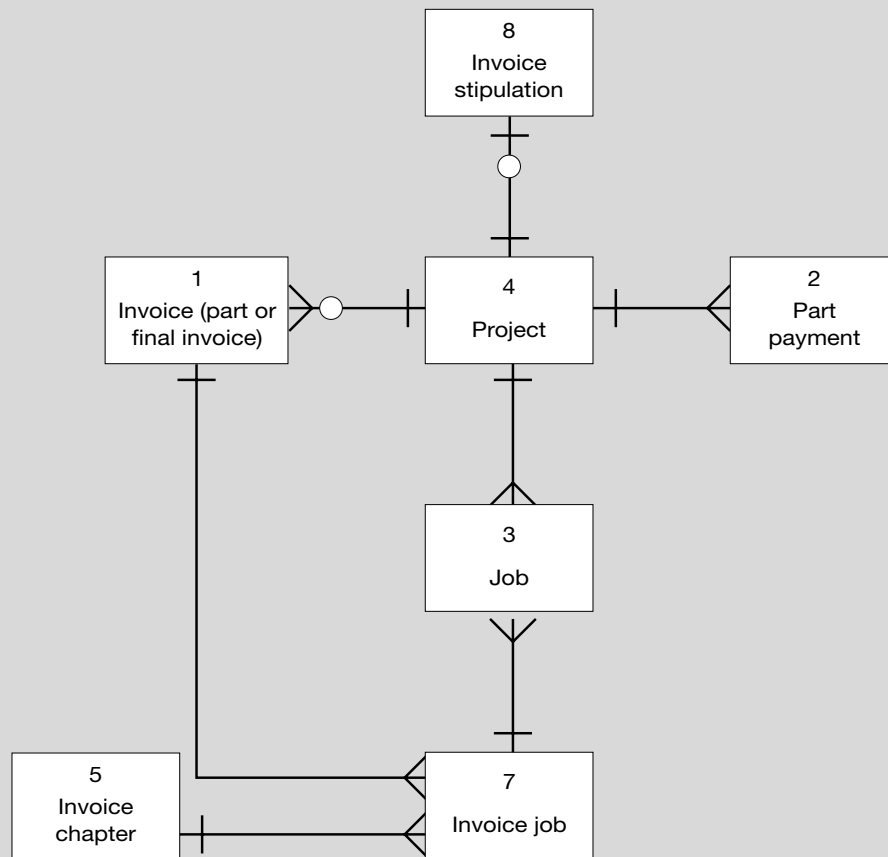 8
Invoice
stipulation
1
Invoice (part or
final invoice)
4
Project
2
Part
payment
3
Job
5
Invoice
chapter
7
Invoice job